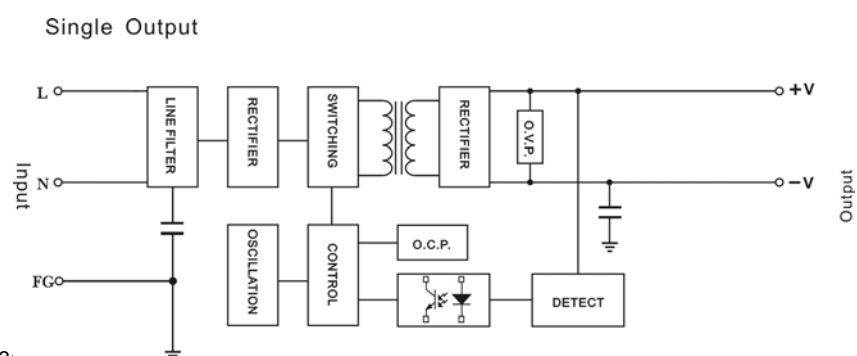 Single Output
L
LINE FILTER
RECTIFIER
SWITCHING
RECTIFIER
O.V.P.
+V
Input
N
-V
Output
FG
OSCILLATION
CONTROL
O.C.P.
DETECT